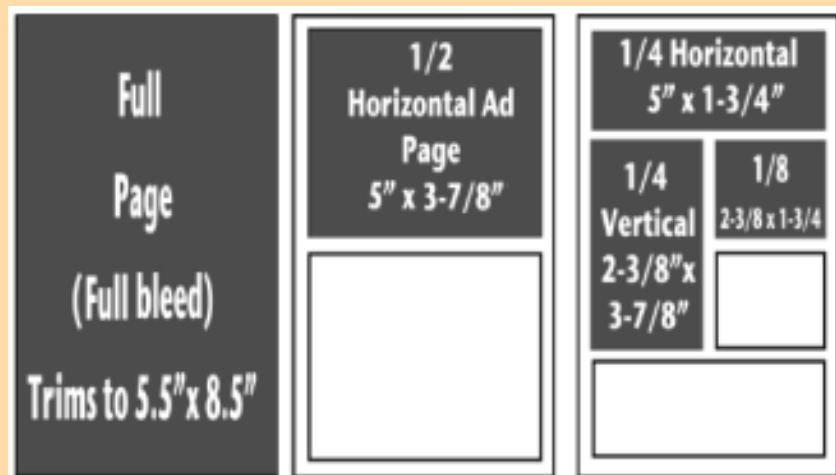 Full
Page
(Full bleed)
Trims to 5.5"x 8.5"
1/2
Horizontal Ad
Page
5" x 3-7/8"
1/4 Horizontal
5" x 1-3/4"
1/4
Vertical
2-3/8"x
3-7/8"
1/8
2-3/8 x 1-3/4